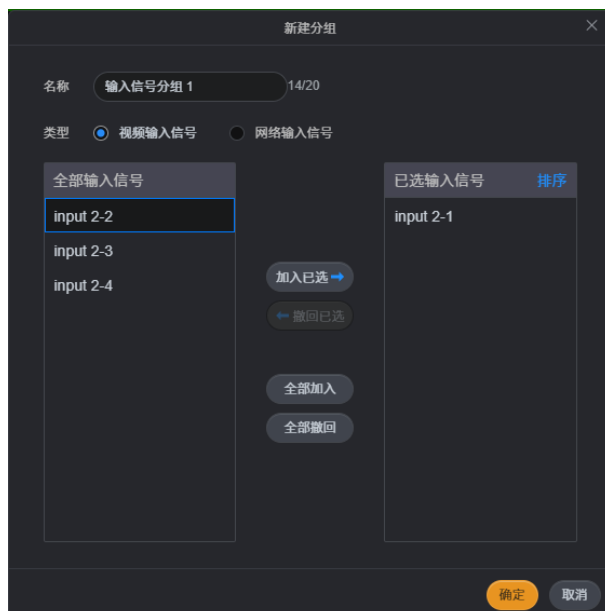 新建分组
名称 输入信号分组 1 14/20
类型 视频输入信号 网络输入信号
全部输入信号
input 2-2
input 2-3
input 2-4
加入已选
撤回已选
全部加入
全部撤回
已选输入信号 排序
input 2-1
确定 取消